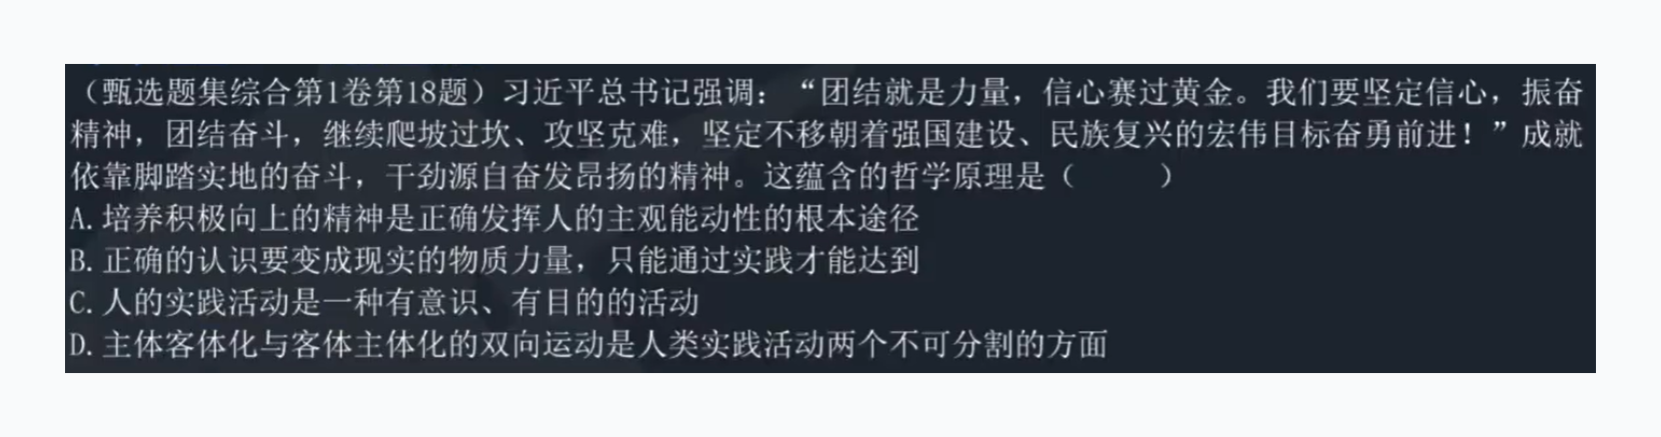 （甄选题集综合第1卷第18题）习近平总书记强调：“团结就是力量，信心赛过黄金。我们要坚定信心，振奋
精神，团结奋斗，继续爬坡过坎、攻坚克难，坚定不移朝着强国建设、民族复兴的宏伟目标奋勇前进！”成就
依靠脚踏实地的奋斗，干劲源自奋发昂扬的精神。这蕴含的哲学原理是（　　）
A.培养积极向上的精神是正确发挥人的主观能动性的根本途径
B.正确的认识要变成现实的物质力量，只能通过实践才能达到
C.人的实践活动是一种有意识、有目的的活动
D.主体客体化与客体主体化的双向运动是人类实践活动两个不可分割的方面